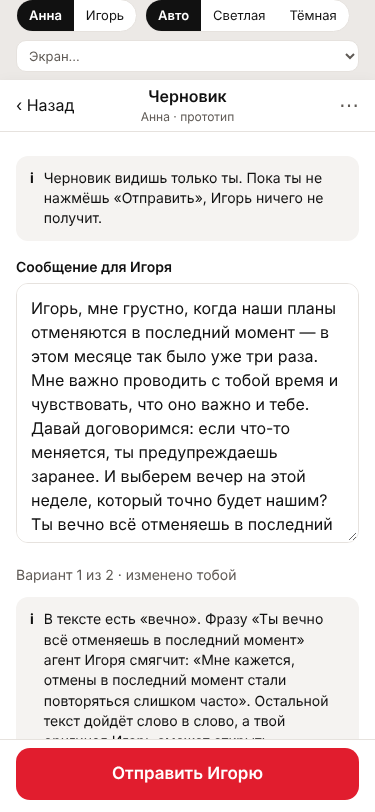 Анна Игорь Авто Светлая Тёмная
Экран...
‹ Назад Черновик ···
Анна · прототип
i Черновик видишь только ты. Пока ты не
нажмёшь «Отправить», Игорь ничего не
получит.
Сообщение для Игоря
Игорь, мне грустно, когда наши планы
отменяются в последний момент — в
этом месяце так было уже три раза.
Мне важно проводить с тобой время и
чувствовать, что оно важно и тебе.
Давай договоримся: если что-то
меняется, ты предупреждаешь
заранее. И выберем вечер на этой
неделе, который точно будет нашим?
Ты вечно всё отменяешь в последний
Вариант 1 из 2 · изменено тобой
i В тексте есть «вечно». Фразу «Ты вечно
всё отменяешь в последний момент»
агент Игоря смягчит: «Мне кажется,
отмены в последний момент стали
повторяться слишком часто». Остальной
текст дойдёт слово в слово, а твой
Отправить Игорю